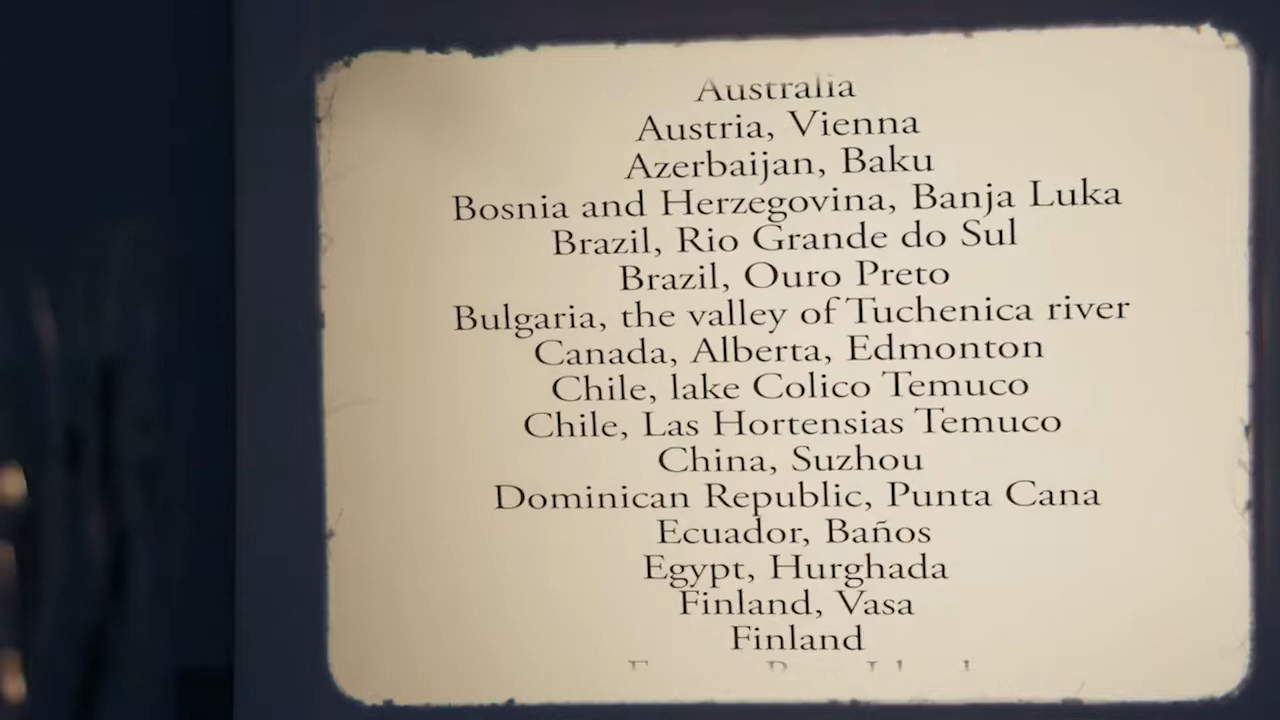 Australia
Austria, Vienna
Azerbaijan, Baku
Bosnia and Herzegovina, Banja Luka
Brazil, Rio Grande do Sul
Brazil, Ouro Preto
Bulgaria, the valley of Tuchenica river
Canada, Alberta, Edmonton
Chile, lake Colico Temuco
Chile, Las Hortensias Temuco
China, Suzhou
Dominican Republic, Punta Cana
Ecuador, Baños
Egypt, Hurghada
Finland, Vasa
Finland